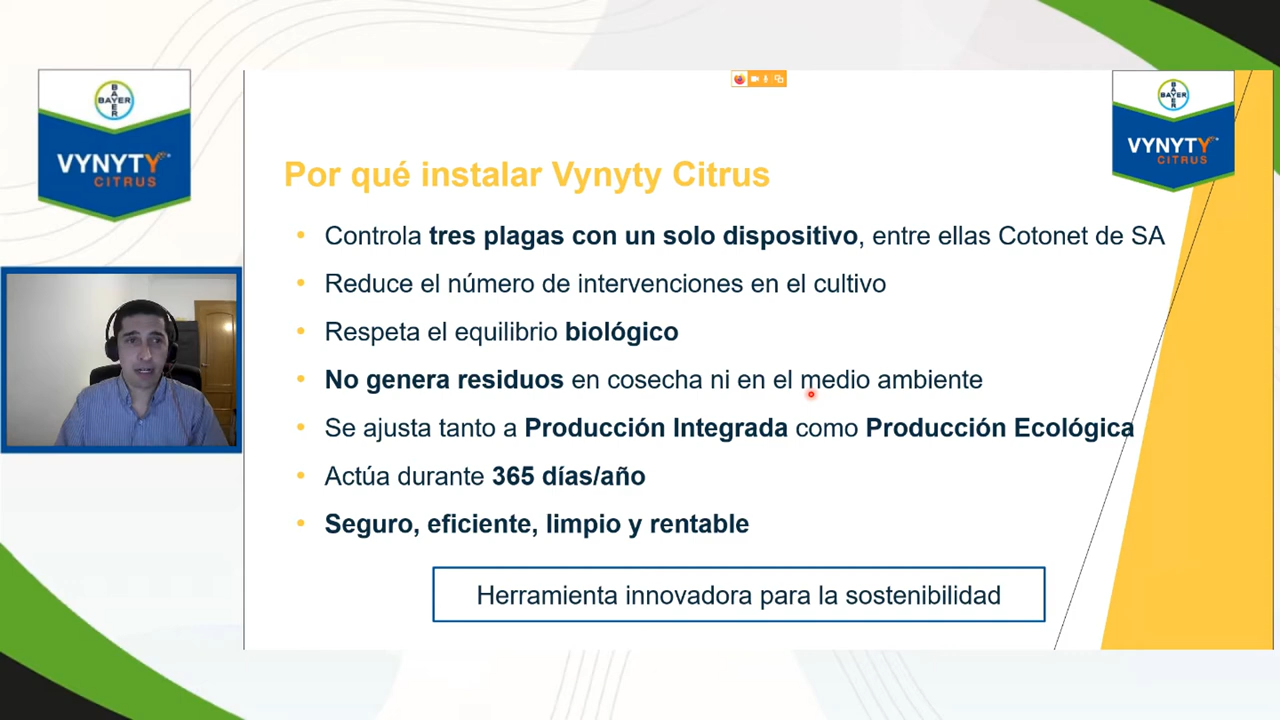 BAYER
BAYER
VYNYTY
CITRUS
BAYER
BAYER
VYNYTY
CITRUS
Por qué instalar Vynyty Citrus
• Controla tres plagas con un solo dispositivo, entre ellas Cotonet de SA
• Reduce el número de intervenciones en el cultivo
• Respeta el equilibrio biológico
• No genera residuos en cosecha ni en el medio ambiente
• Se ajusta tanto a Producción Integrada como Producción Ecológica
• Actúa durante 365 días/año
• Seguro, eficiente, limpio y rentable
Herramienta innovadora para la sostenibilidad